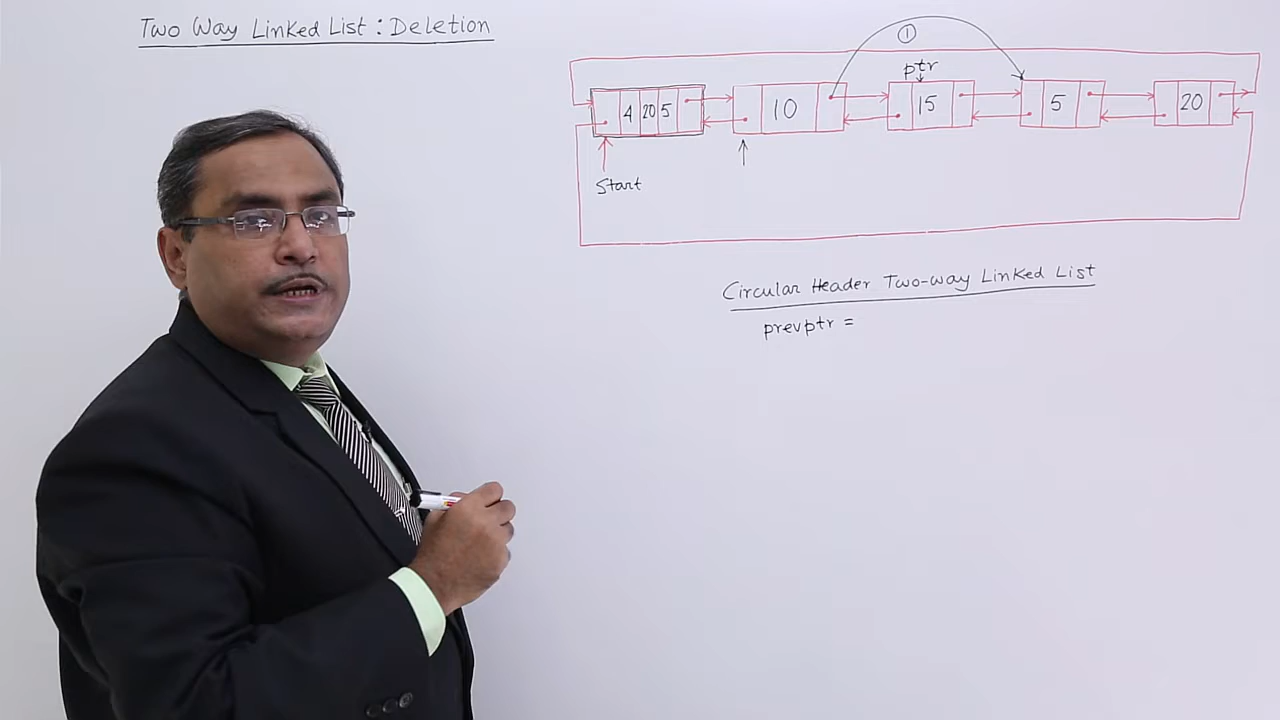 Two Way Linked List : Deletion
①
ptr
4 20 5 10 15 5 20
Start
Circular Header Two-way Linked List
prevptr =